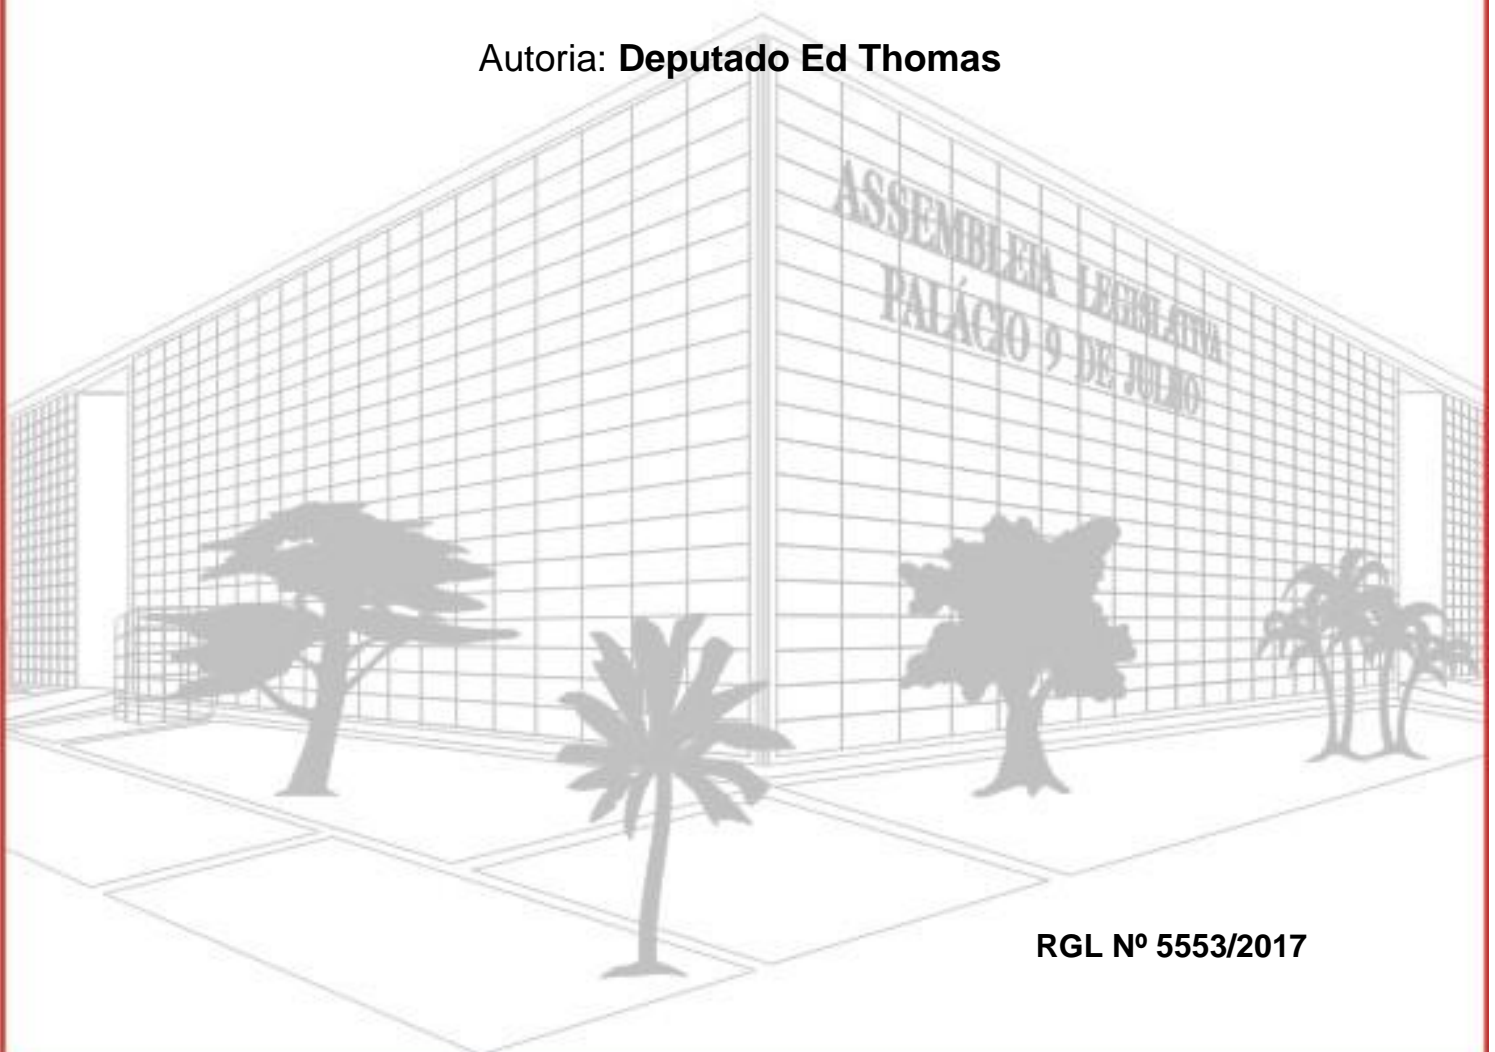 Autoria: Deputado Ed Thomas
ASSEMBLEIA LEGISLATIVA
PALÁCIO 9 DE JULHO
RGL Nº 5553/2017